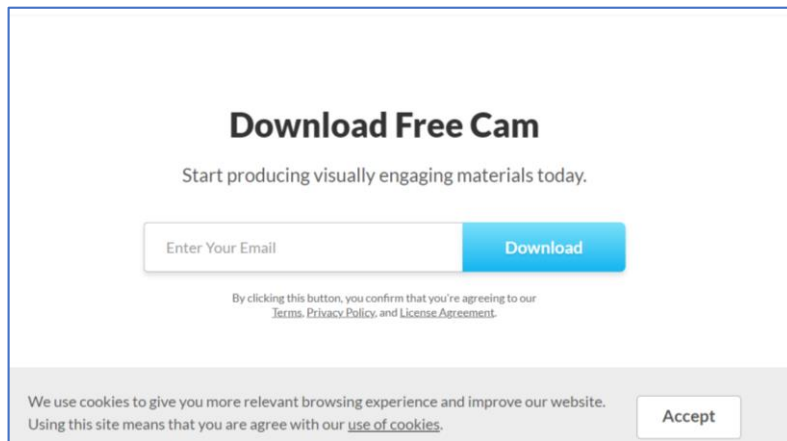 Download Free Cam
Start producing visually engaging materials today.
Enter Your Email
Download
By clicking this button, you confirm that you're agreeing to our
Terms, Privacy Policy, and License Agreement.
We use cookies to give you more relevant browsing experience and improve our website.
Using this site means that you are agree with our use of cookies.
Accept